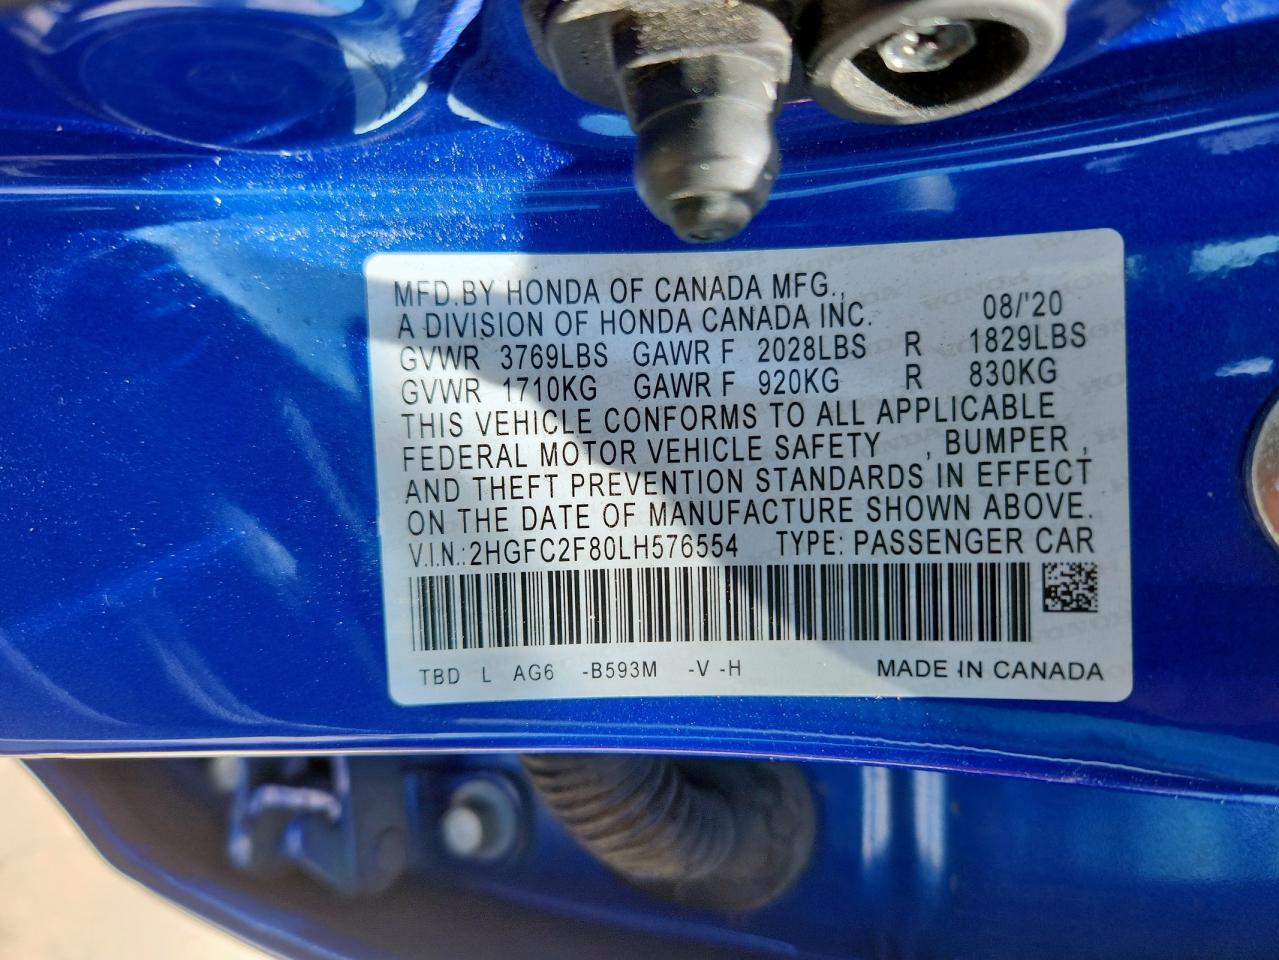 MFD.BY HONDA OF CANADA MFG.,
A DIVISION OF HONDA CANADA INC. 08/'20
GVWR 3769LBS GAWR F 2028LBS R 1829LBS
GVWR 1710KG GAWR F 920KG R 830KG
THIS VEHICLE CONFORMS TO ALL APPLICABLE
FEDERAL MOTOR VEHICLE SAFETY , BUMPER ,
AND THEFT PREVENTION STANDARDS IN EFFECT
ON THE DATE OF MANUFACTURE SHOWN ABOVE.
V.I.N.: 2HGFC2F80LH576554 TYPE: PASSENGER CAR
TBD L AG6 -B593M -V -H MADE IN CANADA